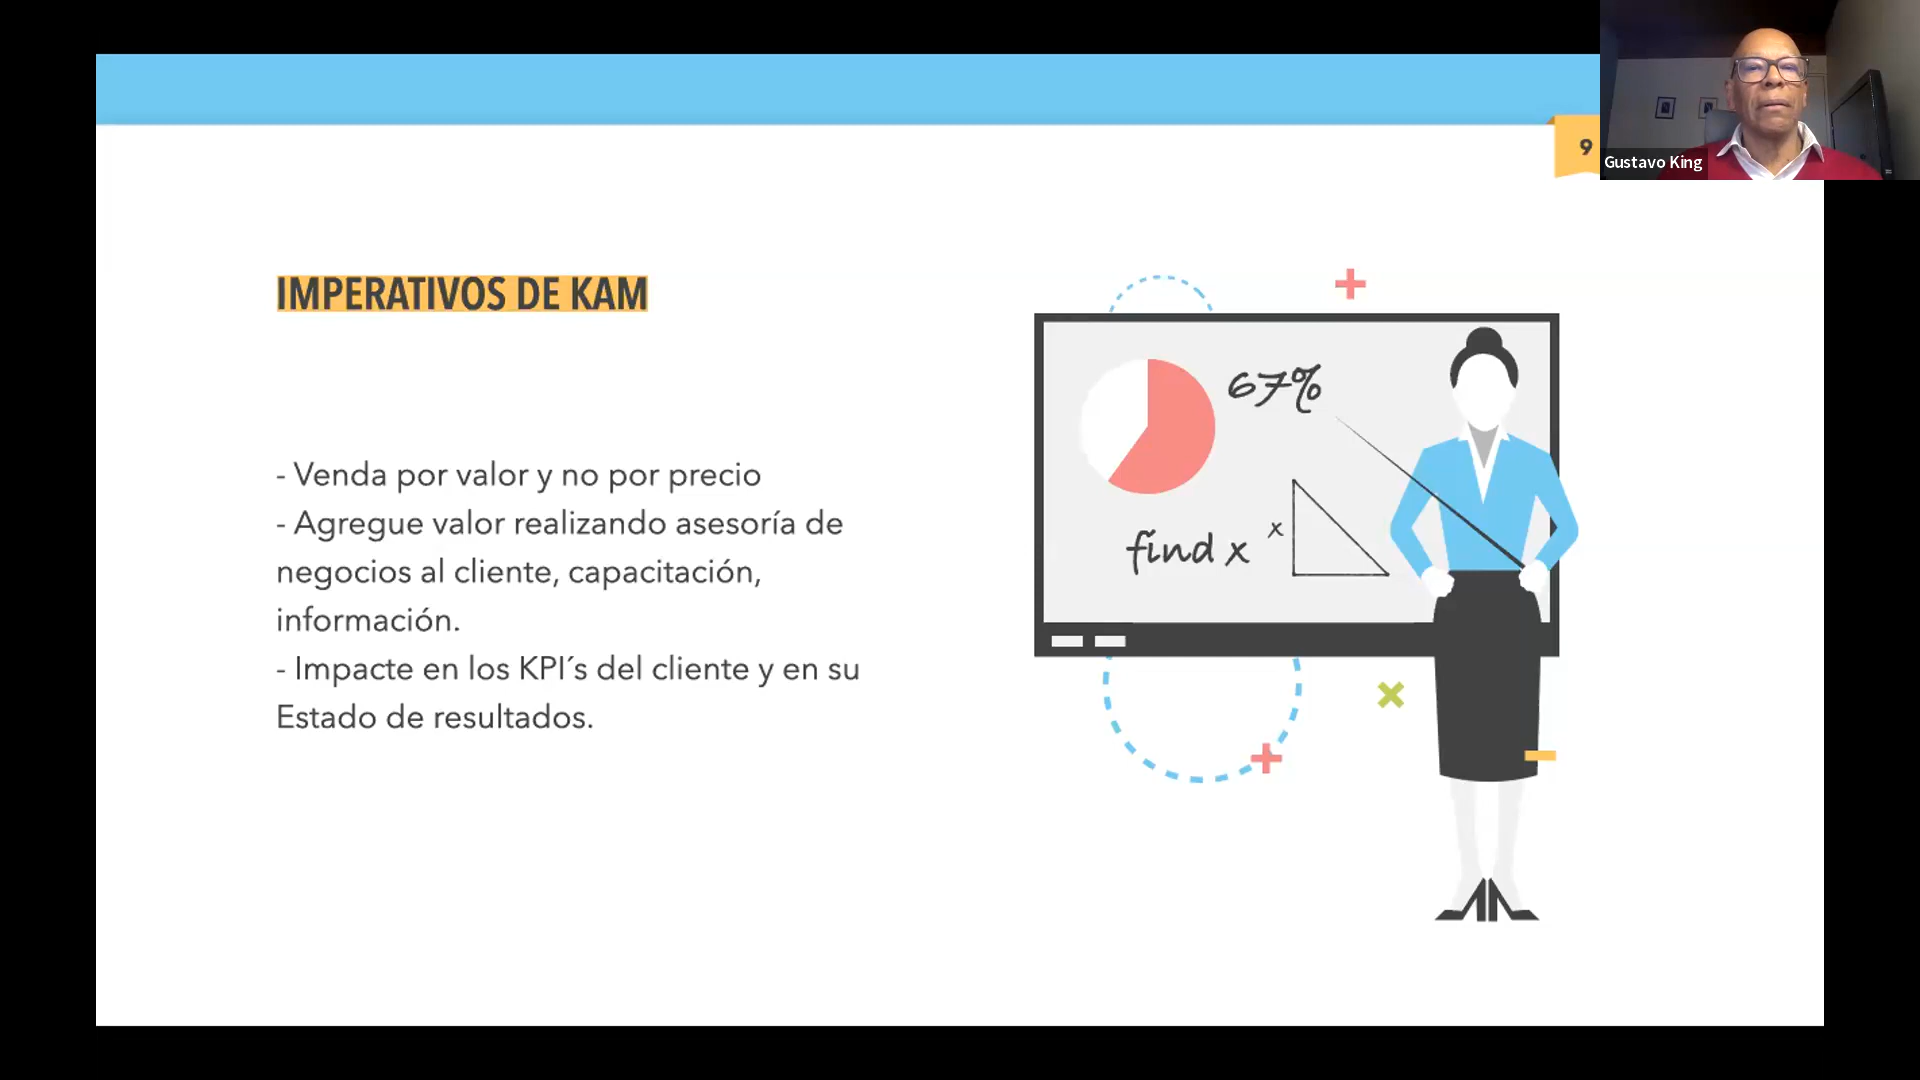 9
Gustavo King
IMPERATIVOS DE KAM
- Venda por valor y no por precio
- Agregue valor realizando asesoría de
negocios al cliente, capacitación,
información.
- Impacte en los KPI´s del cliente y en su
Estado de resultados.
67%
find x
x